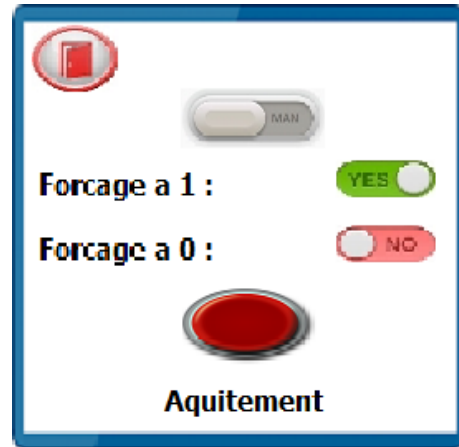 MAN
Forcage a 1 : YES
Forcage a 0 : NO
Aquitement